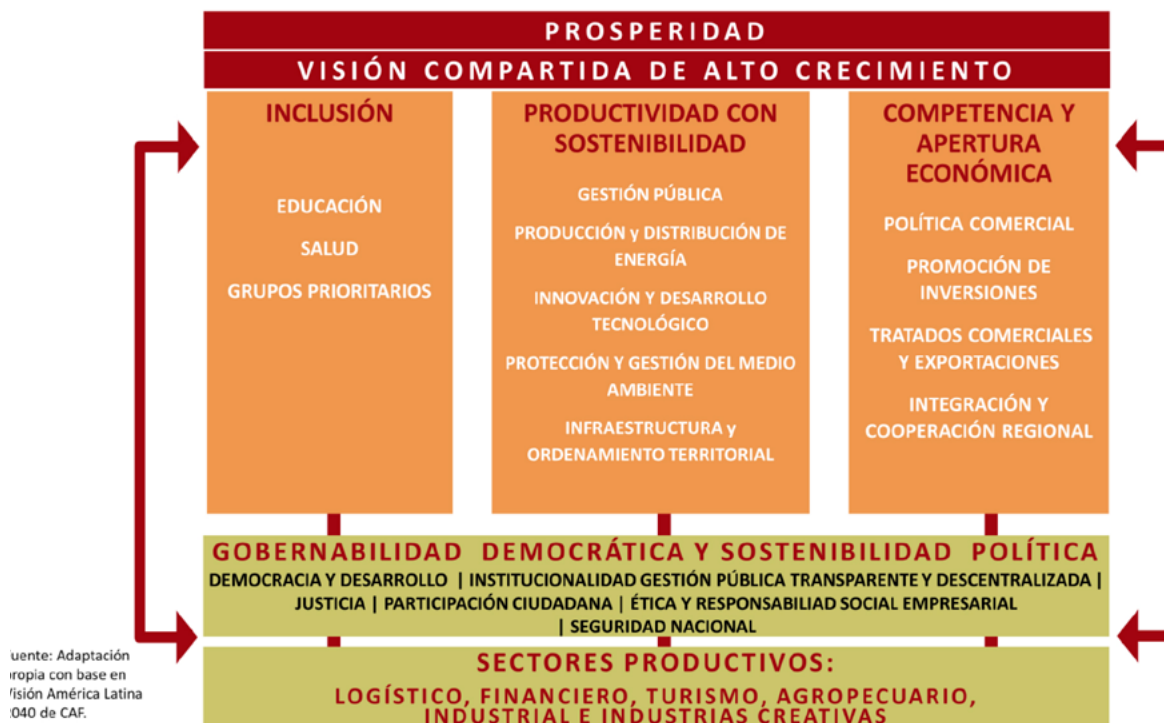 PROSPERIDAD
VISIÓN COMPARTIDA DE ALTO CRECIMIENTO
INCLUSIÓN
EDUCACIÓN
SALUD
GRUPOS PRIORITARIOS
PRODUCTIVIDAD CON
SOSTENIBILIDAD
GESTIÓN PÚBLICA
PRODUCCIÓN y DISTRIBUCIÓN DE
ENERGÍA
INNOVACIÓN Y DESARROLLO
TECNOLÓGICO
PROTECCIÓN Y GESTIÓN DEL MEDIO
AMBIENTE
INFRAESTRUCTURA y
ORDENAMIENTO TERRITORIAL
COMPETENCIA Y
APERTURA
ECONÓMICA
POLÍTICA COMERCIAL
PROMOCIÓN DE
INVERSIONES
TRATADOS COMERCIALES
Y EXPORTACIONES
INTEGRACIÓN Y
COOPERACIÓN REGIONAL
GOBERNABILIDAD DEMOCRÁTICA Y SOSTENIBILIDAD POLÍTICA
DEMOCRACIA Y DESARROLLO | INSTITUCIONALIDAD GESTIÓN PÚBLICA TRANSPARENTE Y DESCENTRALIZADA |
JUSTICIA | PARTICIPACIÓN CIUDADANA | ÉTICA Y RESPONSABILIAD SOCIAL EMPRESARIAL
| SEGURIDAD NACIONAL
SECTORES PRODUCTIVOS:
LOGÍSTICO, FINANCIERO, TURISMO, AGROPECUARIO,
INDUSTRIAL E INDUSTRIAS CREATIVAS
uente: Adaptación
ropia con base en
isión América Latina
040 de CAF.